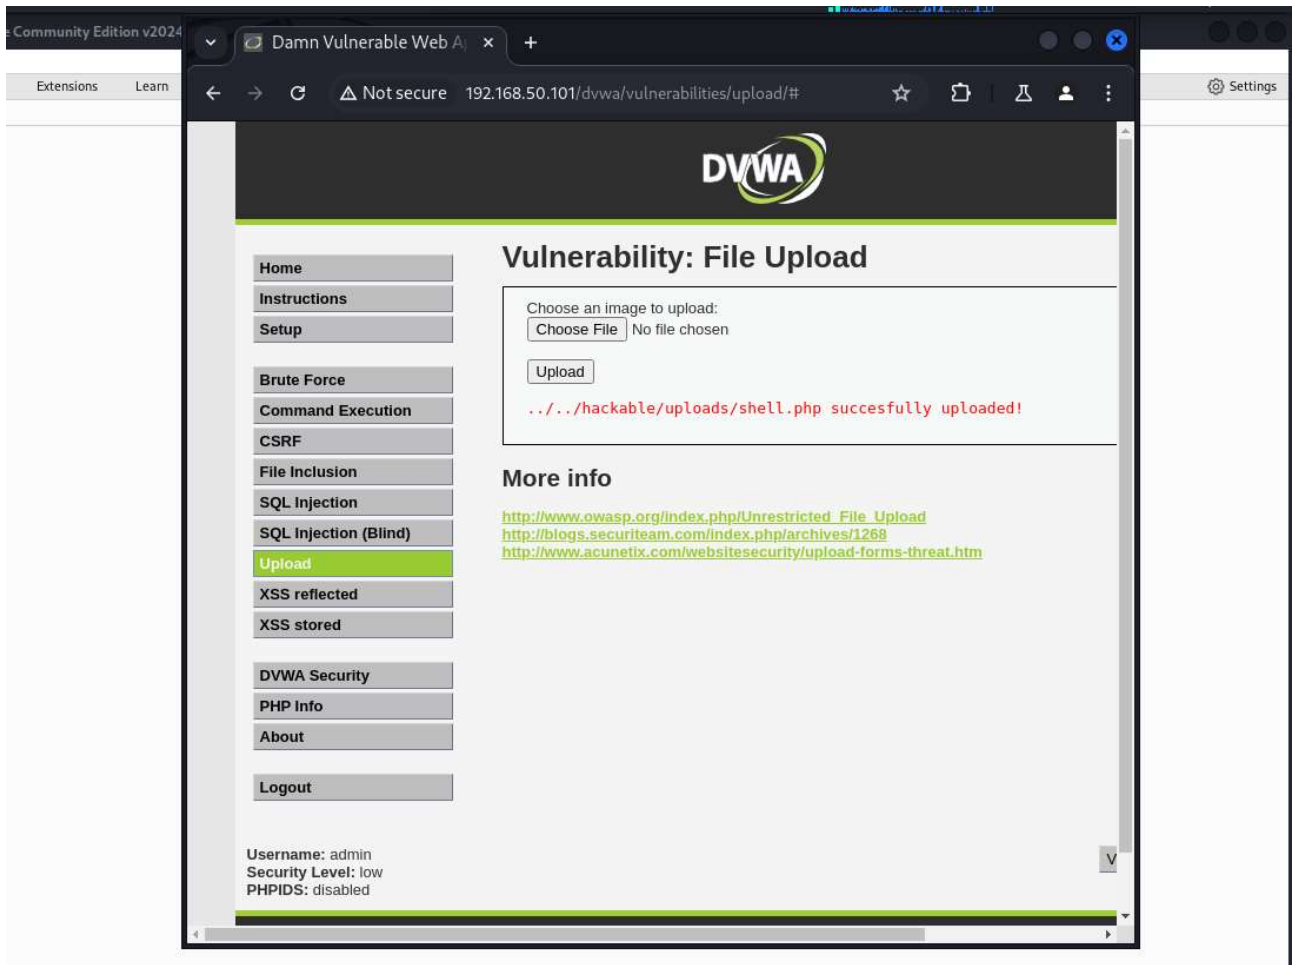 Community Edition v2024
Damn Vulnerable Web A
Extensions Learn
Not secure 192.168.50.101/dvwa/vulnerabilities/upload/#
Settings
DVWA
Home
Instructions
Setup
Brute Force
Command Execution
CSRF
File Inclusion
SQL Injection
SQL Injection (Blind)
Upload
XSS reflected
XSS stored
DVWA Security
PHP Info
About
Logout
Vulnerability: File Upload
Choose an image to upload:
Choose File No file chosen
Upload
../../hackable/uploads/shell.php succesfully uploaded!
More info
http://www.owasp.org/index.php/Unrestricted_File_Upload
http://blogs.securiteam.com/index.php/archives/1268
http://www.acunetix.com/websitesecurity/upload-forms-threat.htm
Username: admin
Security Level: low
PHPIDS: disabled
V